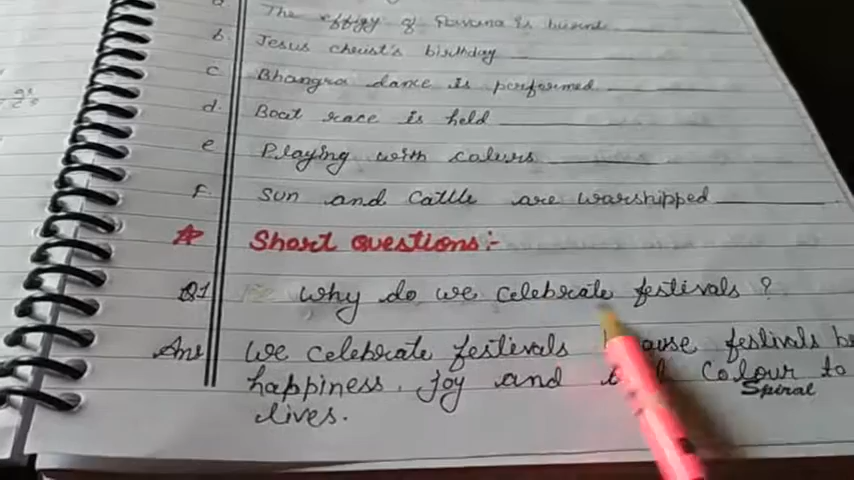 a. The effigy of Ravana is burnt
b. Jesus christ's birthday
c. Bhangra dance is performed
d. Boat race is held
e Playing with colours
f. Sun and Cattle are warshipped
Short Questions:-
Q1 Why do we celebrate festivals ?
Ans We celebrate festivals festivals
happiness, joy and colour to
lives.
Spiral